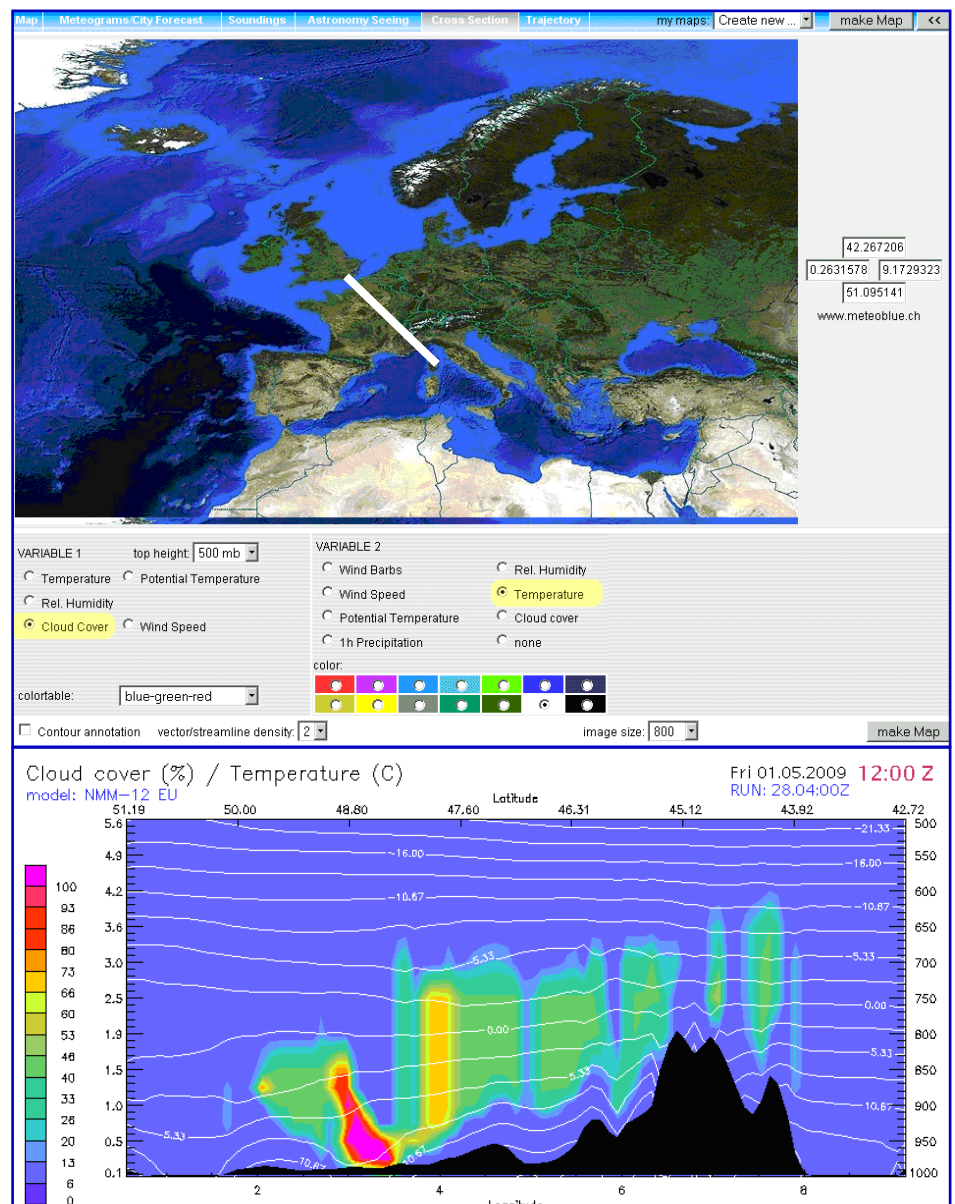 Map Meteograms/City Forecast Soundings Astronomy Seeing Cross Section Trajectory my maps: Create new ... make Map <<
42.267206
0.2631578 9.1729323
51.095141
www.meteoblue.ch
VARIABLE 1 top height: 500 mb
Temperature Potential Temperature
Rel. Humidity
Cloud Cover Wind Speed
colortable: blue-green-red
VARIABLE 2
Wind Barbs Rel. Humidity
Wind Speed Temperature
Potential Temperature Cloud cover
1h Precipitation none
color:
Contour annotation vector/streamline density: 2 image size: 800 make Map
Cloud cover (%) / Temperature (C) Fri 01.05.2009 12:00 Z
model: NMM-12 EU RUN: 28.04:00Z
Latitude
51.19 50.00 48.80 47.60 46.31 45.12 43.92 42.72
5.6 500
-21.33
4.9 -16.00 550
-16.00
4.2 -10.67 600
-10.67
3.6 650
3.0 -5.33 -5.33 700
2.5 750
0.00
1.9 0.00 800
5.33
1.5 5.33 850
1.0 10.67 900
0.5 5.33 950
10.67
0.1 1000
100
93
86
80
73
66
60
53
46
40
33
26
20
13
6
0
2 4 6 8